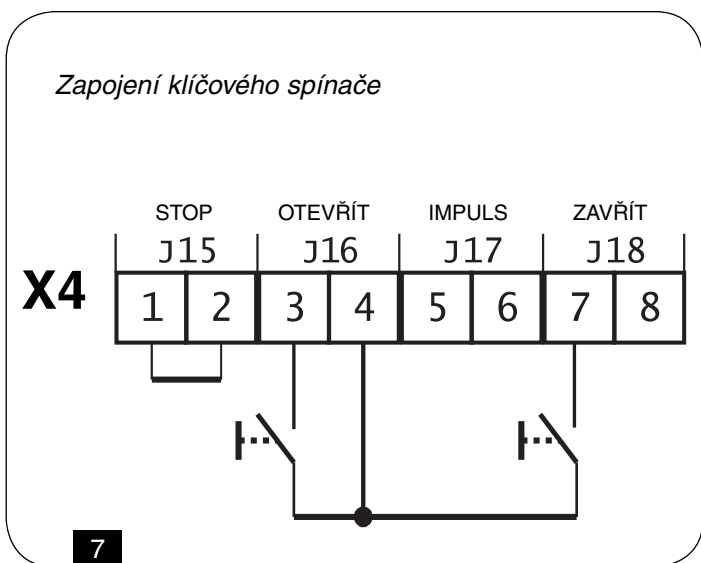 Zapojení klíčového spínače
STOP OTEVŘÍT IMPULS ZAVŘÍT
J15 J16 J17 J18
X4 1 2 3 4 5 6 7 8
7